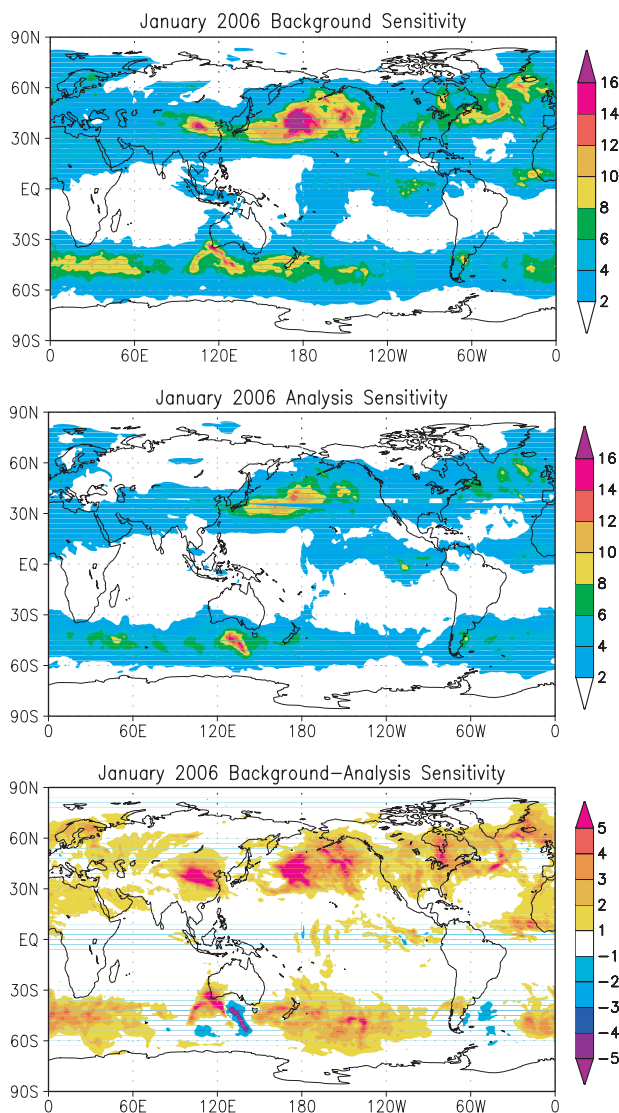 January 2006 Background Sensitivity
90N
60N
30N
EQ
30S
60S
90S
0 60E 120E 180 120W 60W 0
16
14
12
10
8
6
4
2
January 2006 Analysis Sensitivity
90N
60N
30N
EQ
30S
60S
90S
0 60E 120E 180 120W 60W 0
16
14
12
10
8
6
4
2
January 2006 Background-Analysis Sensitivity
90N
60N
30N
EQ
30S
60S
90S
0 60E 120E 180 120W 60W 0
5
4
3
2
1
-1
-2
-3
-4
-5